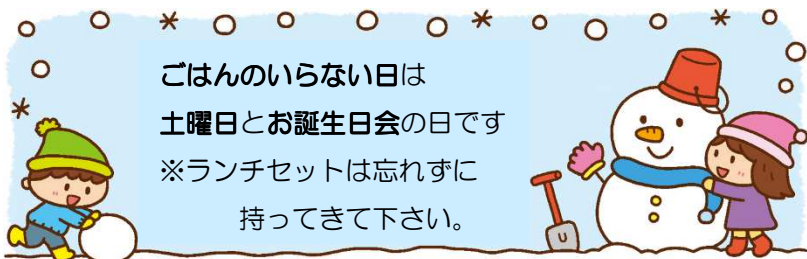 ごはんのいらない日は
土曜日とお誕生日会の日です
※ランチセットは忘れずに
持ってきて下さい。